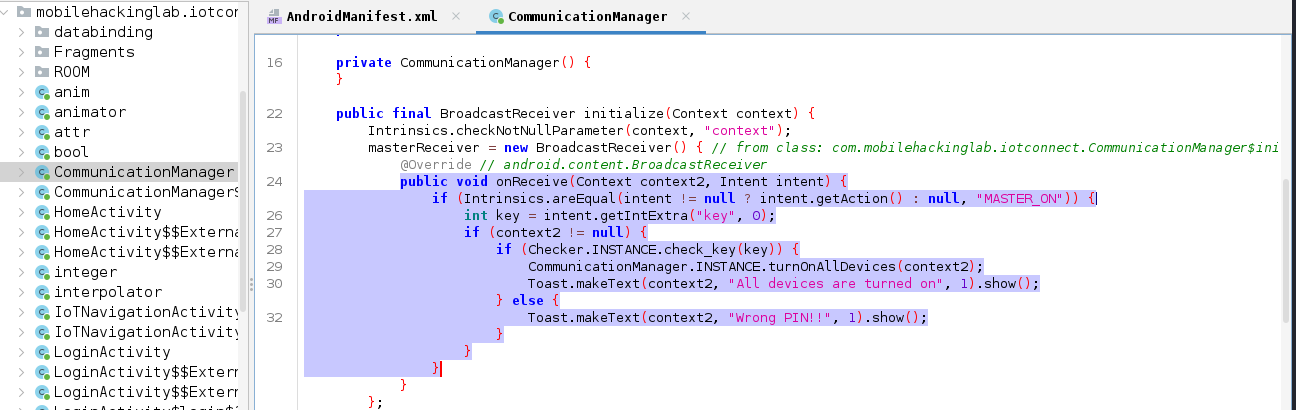 mobilehackinglab.iotcon
databinding
Fragments
ROOM
anim
animator
attr
bool
CommunicationManager
CommunicationManager$
HomeActivity
HomeActivity$$Externa
HomeActivity$$Externa
integer
interpolator
IoTNavigationActivity
IoTNavigationActivity
LoginActivity
LoginActivity$$Extern
LoginActivity$$Extern
LoginActivity$login$
MF AndroidManifest.xml ×
C CommunicationManager ×
16 private CommunicationManager() {
}
22 public final BroadcastReceiver initialize(Context context) {
Intrinsics.checkNotNullParameter(context, "context");
23 masterReceiver = new BroadcastReceiver() { // from class: com.mobilehackinglab.iotconnect.CommunicationManager$ini
@Override // android.content.BroadcastReceiver
24 public void onReceive(Context context2, Intent intent) {
if (Intrinsics.areEqual(intent != null ? intent.getAction() : null, "MASTER_ON")) {
26 int key = intent.getIntExtra("key", 0);
27 if (context2 != null) {
28 if (Checker.INSTANCE.check_key(key)) {
29 CommunicationManager.INSTANCE.turnOnAllDevices(context2);
30 Toast.makeText(context2, "All devices are turned on", 1).show();
} else {
32 Toast.makeText(context2, "Wrong PIN!!", 1).show();
}
}
}
}
};